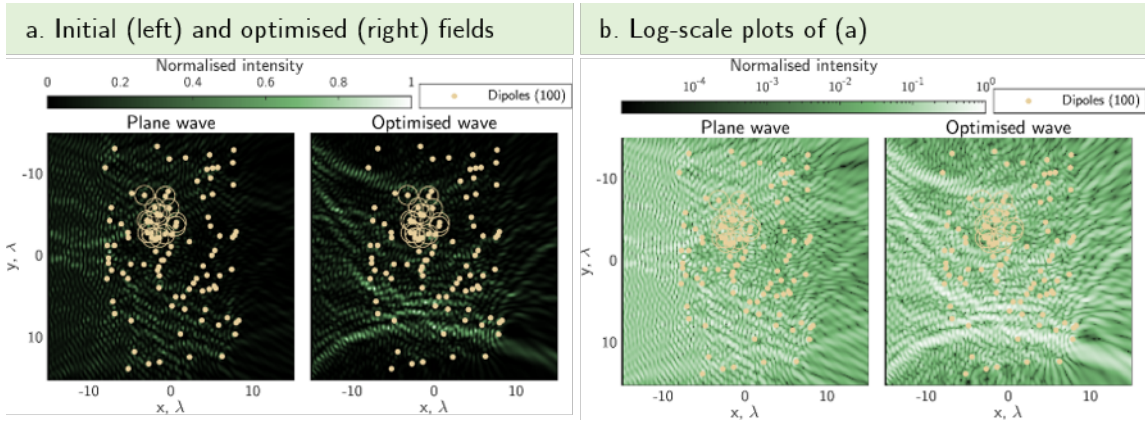 a. Initial (left) and optimised (right) fields
Normalised intensity
0 0.2 0.4 0.6 0.8 1
Dipoles (100)
Plane wave
Optimised wave
-10
0
10
y, λ
-10 0 10
-10 0 10
x, λ
x, λ
b. Log-scale plots of (a)
Normalised intensity
10⁻⁴ 10⁻³ 10⁻² 10⁻¹ 10⁰
Dipoles (100)
Plane wave
Optimised wave
-10
0
10
y, λ
-10 0 10
-10 0 10
x, λ
x, λ